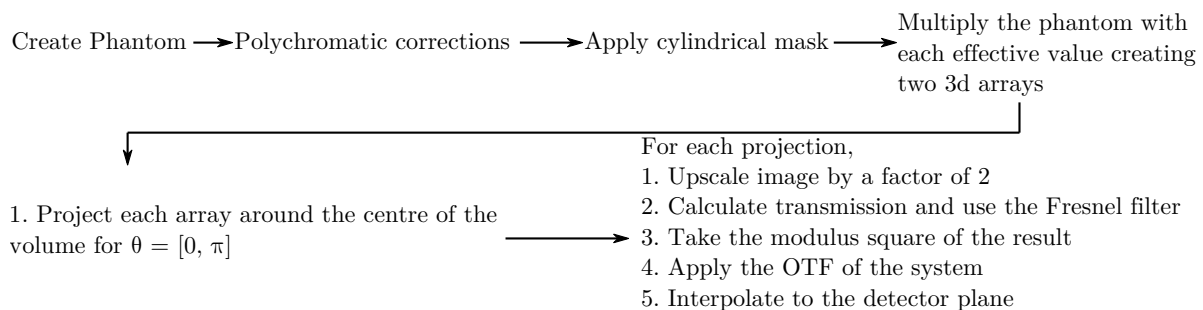 Create Phantom
Polychromatic corrections
Apply cylindrical mask
Multiply the phantom with
each effective value creating
two 3d arrays
1. Project each array around the centre of the
volume for θ = [0, π]
For each projection,
1. Upscale image by a factor of 2
2. Calculate transmission and use the Fresnel filter
3. Take the modulus square of the result
4. Apply the OTF of the system
5. Interpolate to the detector plane